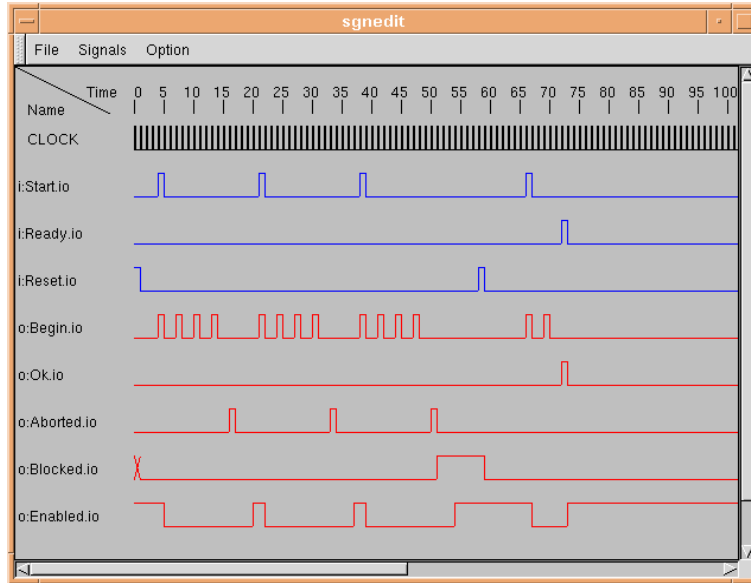 sgnedit
File Signals Option
Time 0 5 10 15 20 25 30 35 40 45 50 55 60 65 70 75 80 85 90 95 100
Name
CLOCK
i:Start.io
i:Ready.io
i:Reset.io
o:Begin.io
o:Ok.io
o:Aborted.io
o:Blocked.io
o:Enabled.io